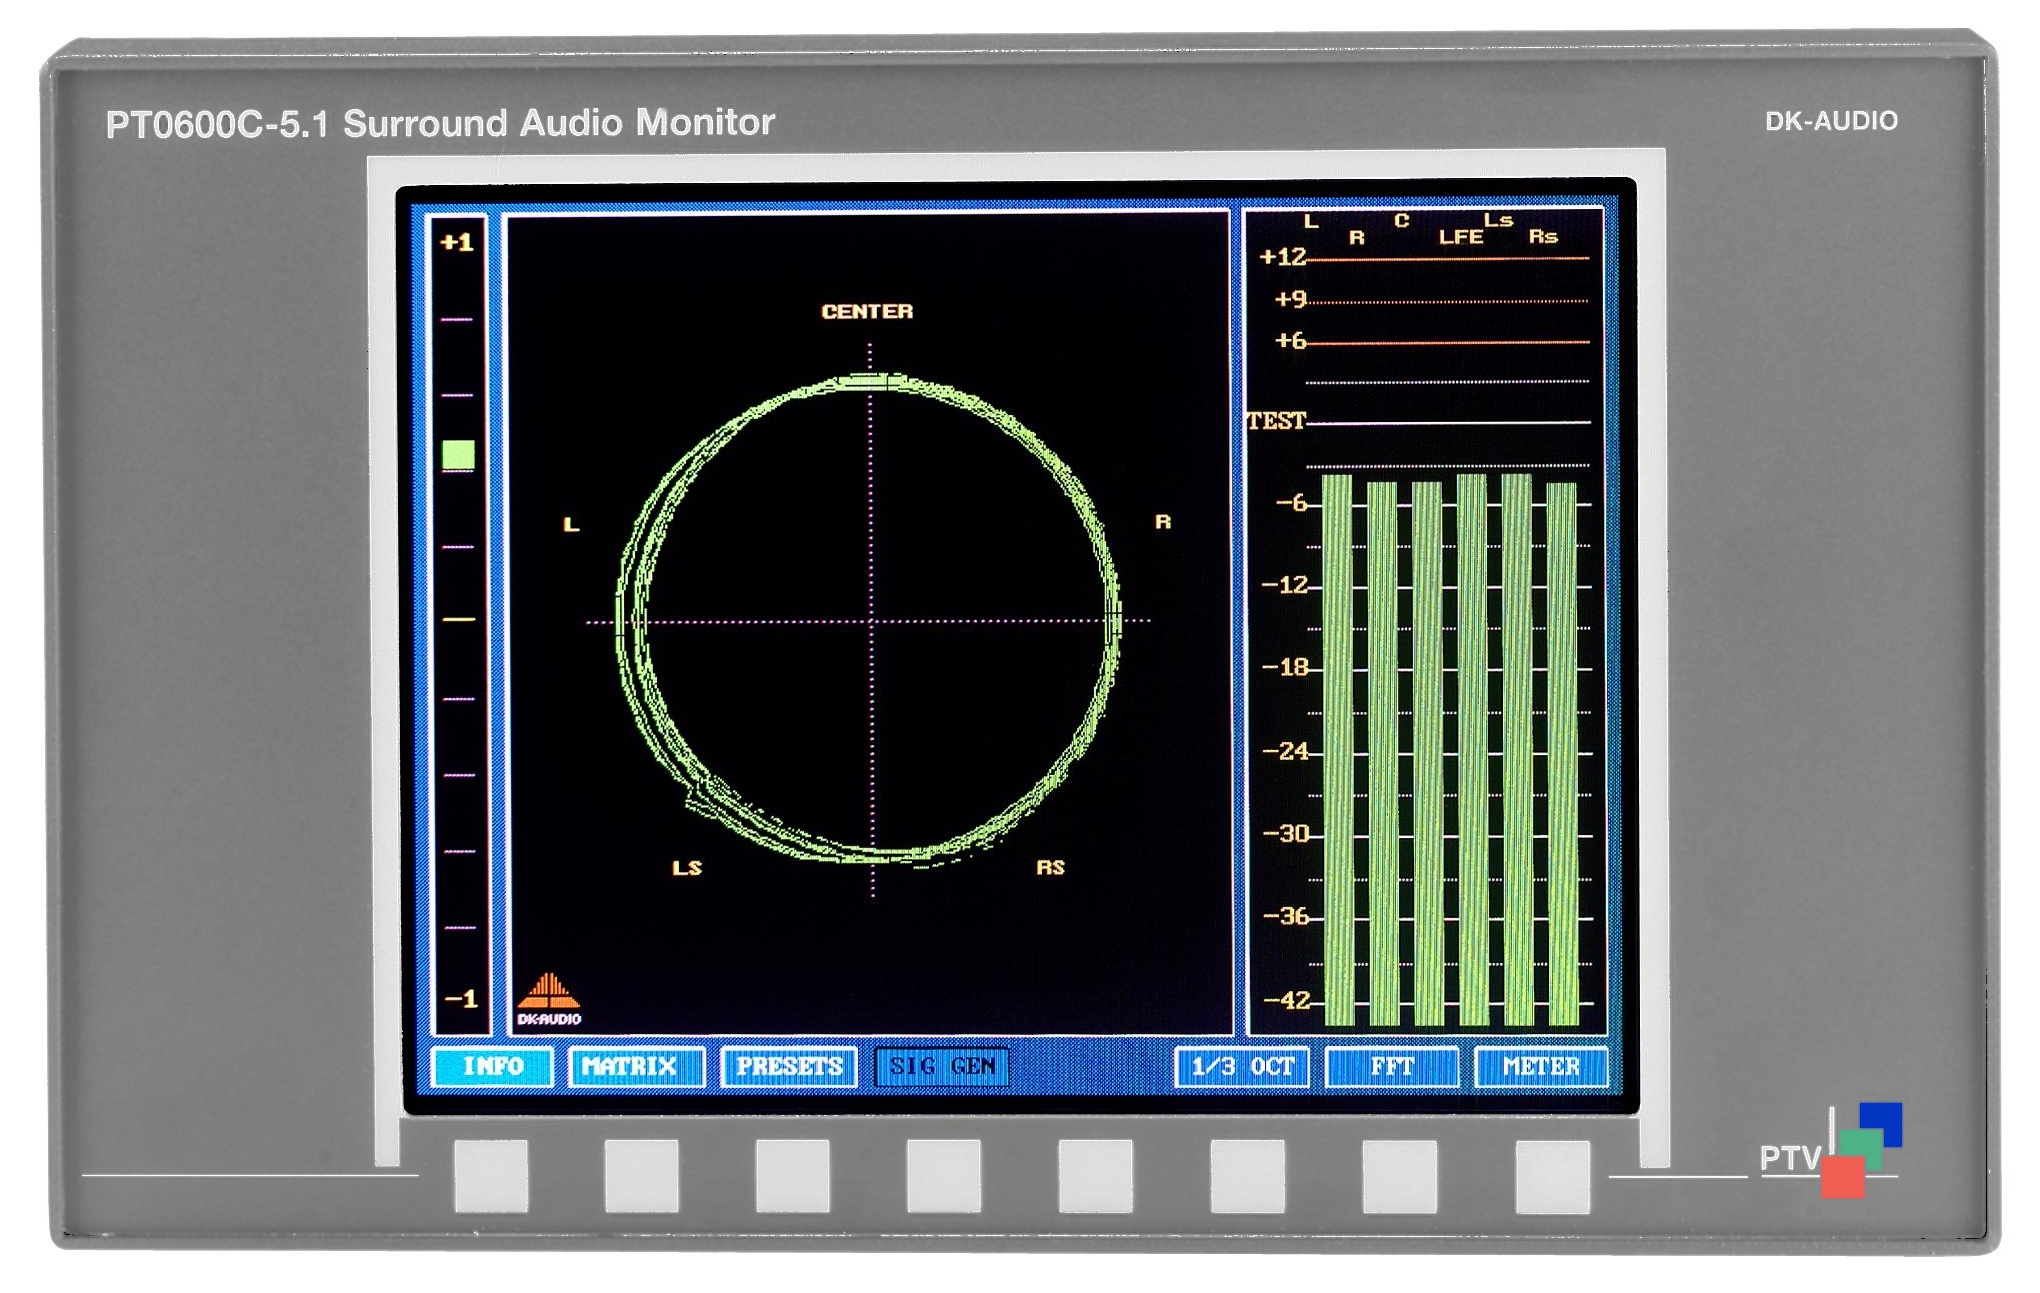 PT0600C-5.1 Surround Audio Monitor
DK-AUDIO
+1
-1
CENTER
L
R
LS
RS
DK-AUDIO
L R C LFE Ls Rs
+12
+9
+6
TEST
-6
-12
-18
-24
-30
-36
-42
INFO
MATRIX
PRESETS
SIG GEN
1/3 OCT
FFT
METER
PTV